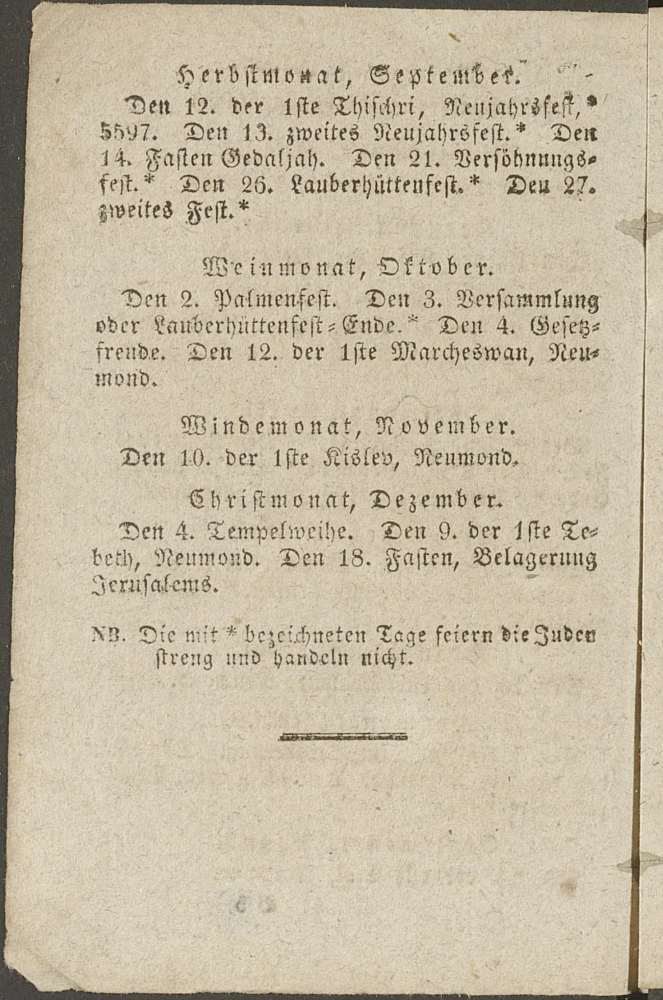 Herbstmonat, September.
Den 12. der 1ste Thischri, Neujahrsfest,*
5597. Den 13. zweites Neujahrsfest.* Den
14. Fasten Gedaljah. Den 21. Versöhnungs-
fest.* Den 26. Lauberhüttenfest.* Den 27.
zweites Fest.*
Weinmonat, Oktober.
Den 2. Palmenfest. Den 3. Versammlung
oder Lauberhüttenfest-Ende.* Den 4. Gesetz-
freude. Den 12. der 1ste Marcheswan, Neu-
mond.
Windemonat, November.
Den 10. der 1ste Kislev, Neumond.
Christmonat, Dezember.
Den 4. Tempelweihe. Den 9. der 1ste Te-
beth, Neumond. Den 18. Fasten, Belagerung
Jerusalems.
NB. Die mit * bezeichneten Tage feiern die Juden
streng und handeln nicht.